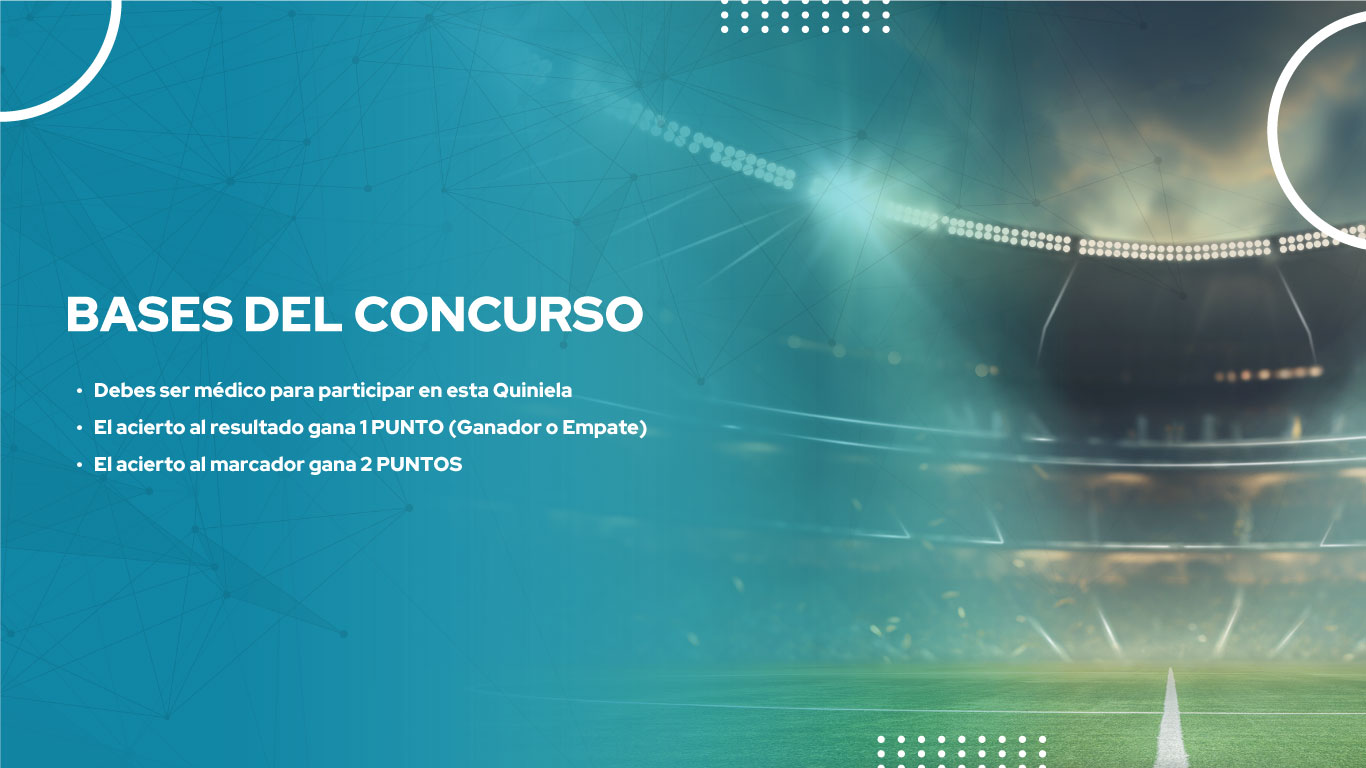 BASES DEL CONCURSO
• Debes ser médico para participar en esta Quiniela
• El acierto al resultado gana 1 PUNTO (Ganador o Empate)
• El acierto al marcador gana 2 PUNTOS